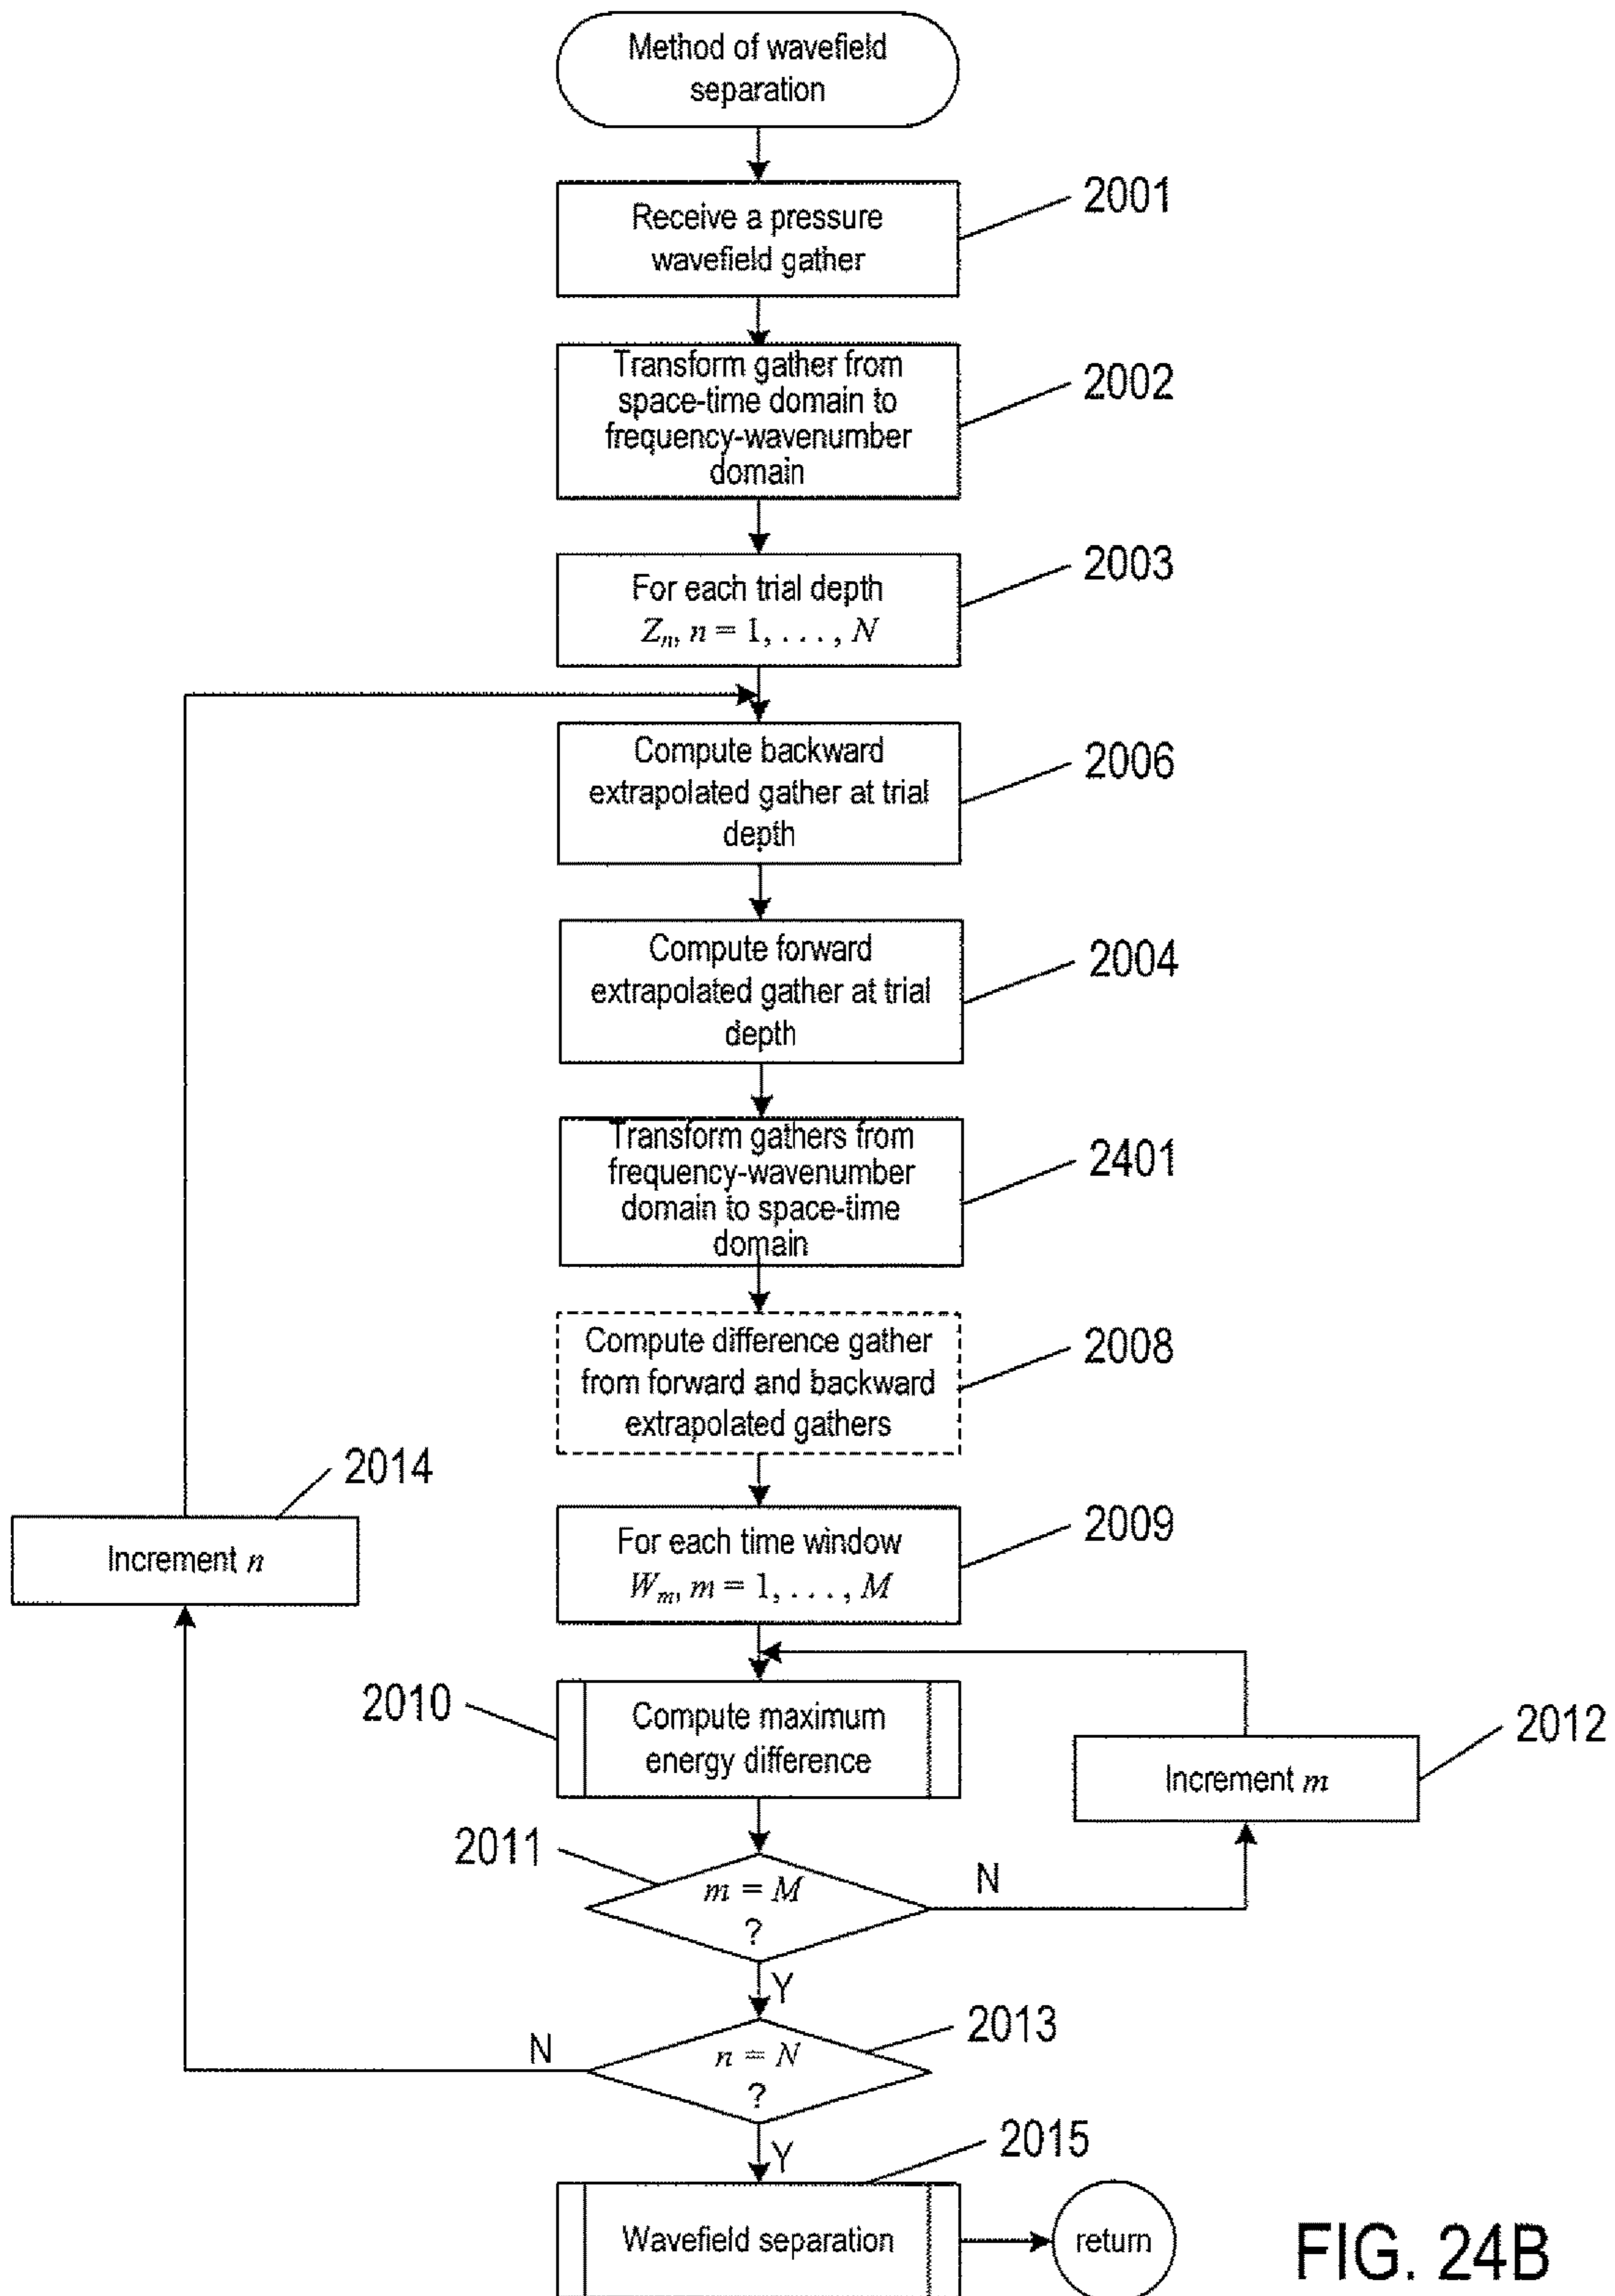 Method of wavefield
separation
Receive a pressure
wavefield gather
2001
Transform gather from
space-time domain to
frequency-wavenumber
domain
2002
For each trial depth
Zn, n = 1, . . . , N
2003
Compute backward
extrapolated gather at trial
depth
2006
Compute forward
extrapolated gather at trial
depth
2004
Transform gathers from
frequency-wavenumber
domain to space-time
domain
2401
Compute difference gather
from forward and backward
extrapolated gathers
2008
2014
Increment n
For each time window
Wm, m = 1, . . . , M
2009
2010
Compute maximum
energy difference
2012
Increment m
2011
m = M
?
N
Y
2013
n = N
?
N
Y
2015
Wavefield separation
return
FIG. 24B